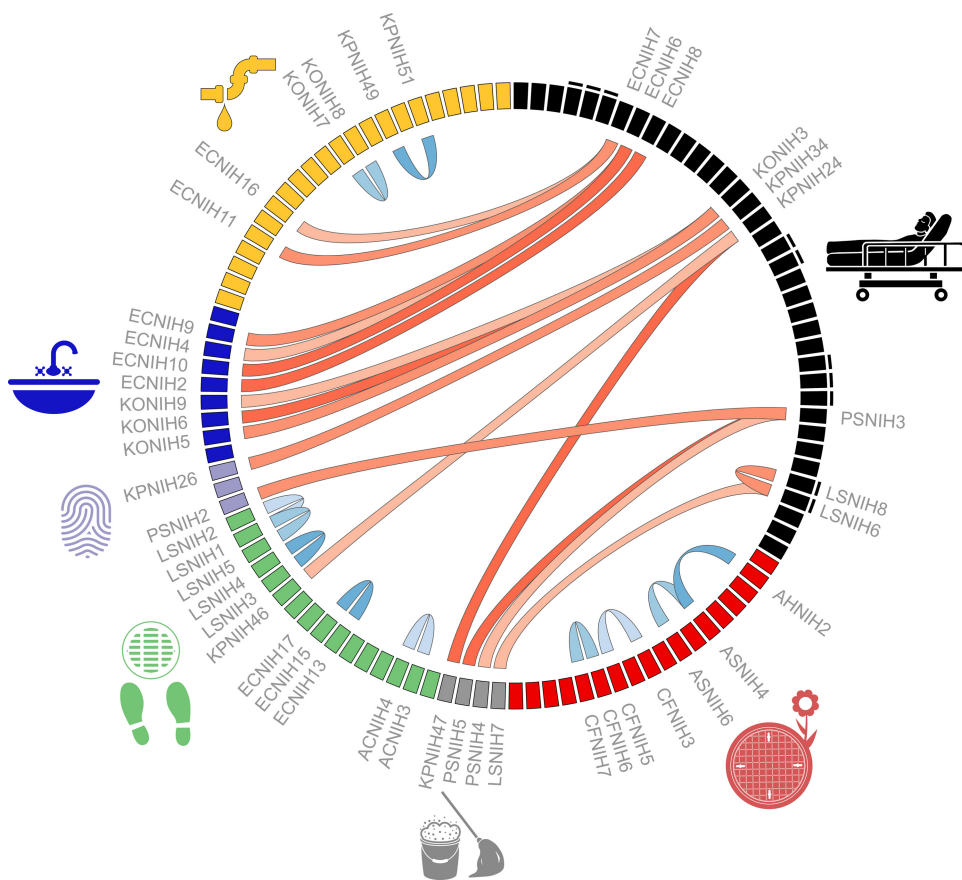 ECNIH7
ECNIH6
ECNIH8
KONIH3
KPNIH34
KPNIH24
PSNIH3
LSNIH8
LSNIH6
AHNIH2
ASNIH4
ASNIH6
CFNIH3
CFNIH5
CFNIH6
CFNIH7
LSNIH7
PSNIH4
PSNIH5
KPNIH47
ACNIH3
ACNIH4
ECNIH13
ECNIH15
ECNIH17
KPNIH46
LSNIH3
LSNIH4
LSNIH5
LSNIH1
LSNIH2
PSNIH2
KPNIH26
KONIH5
KONIH6
KONIH9
ECNIH2
ECNIH10
ECNIH4
ECNIH9
ECNIH11
ECNIH16
KONIH7
KONIH8
KPNIH49
KPNIH51